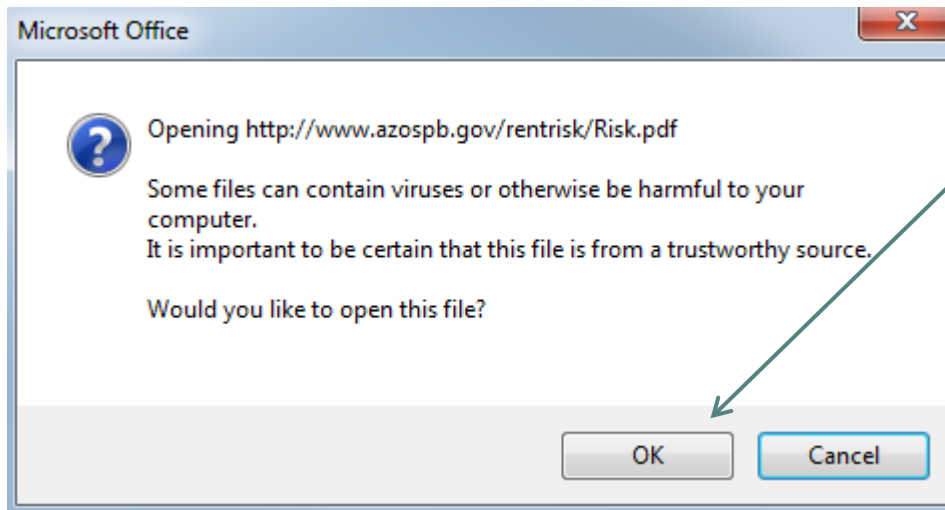 Microsoft Office
Opening http://www.azospb.gov/rentrisk/Risk.pdf
Some files can contain viruses or otherwise be harmful to your
computer.
It is important to be certain that this file is from a trustworthy source.
Would you like to open this file?
OK
Cancel